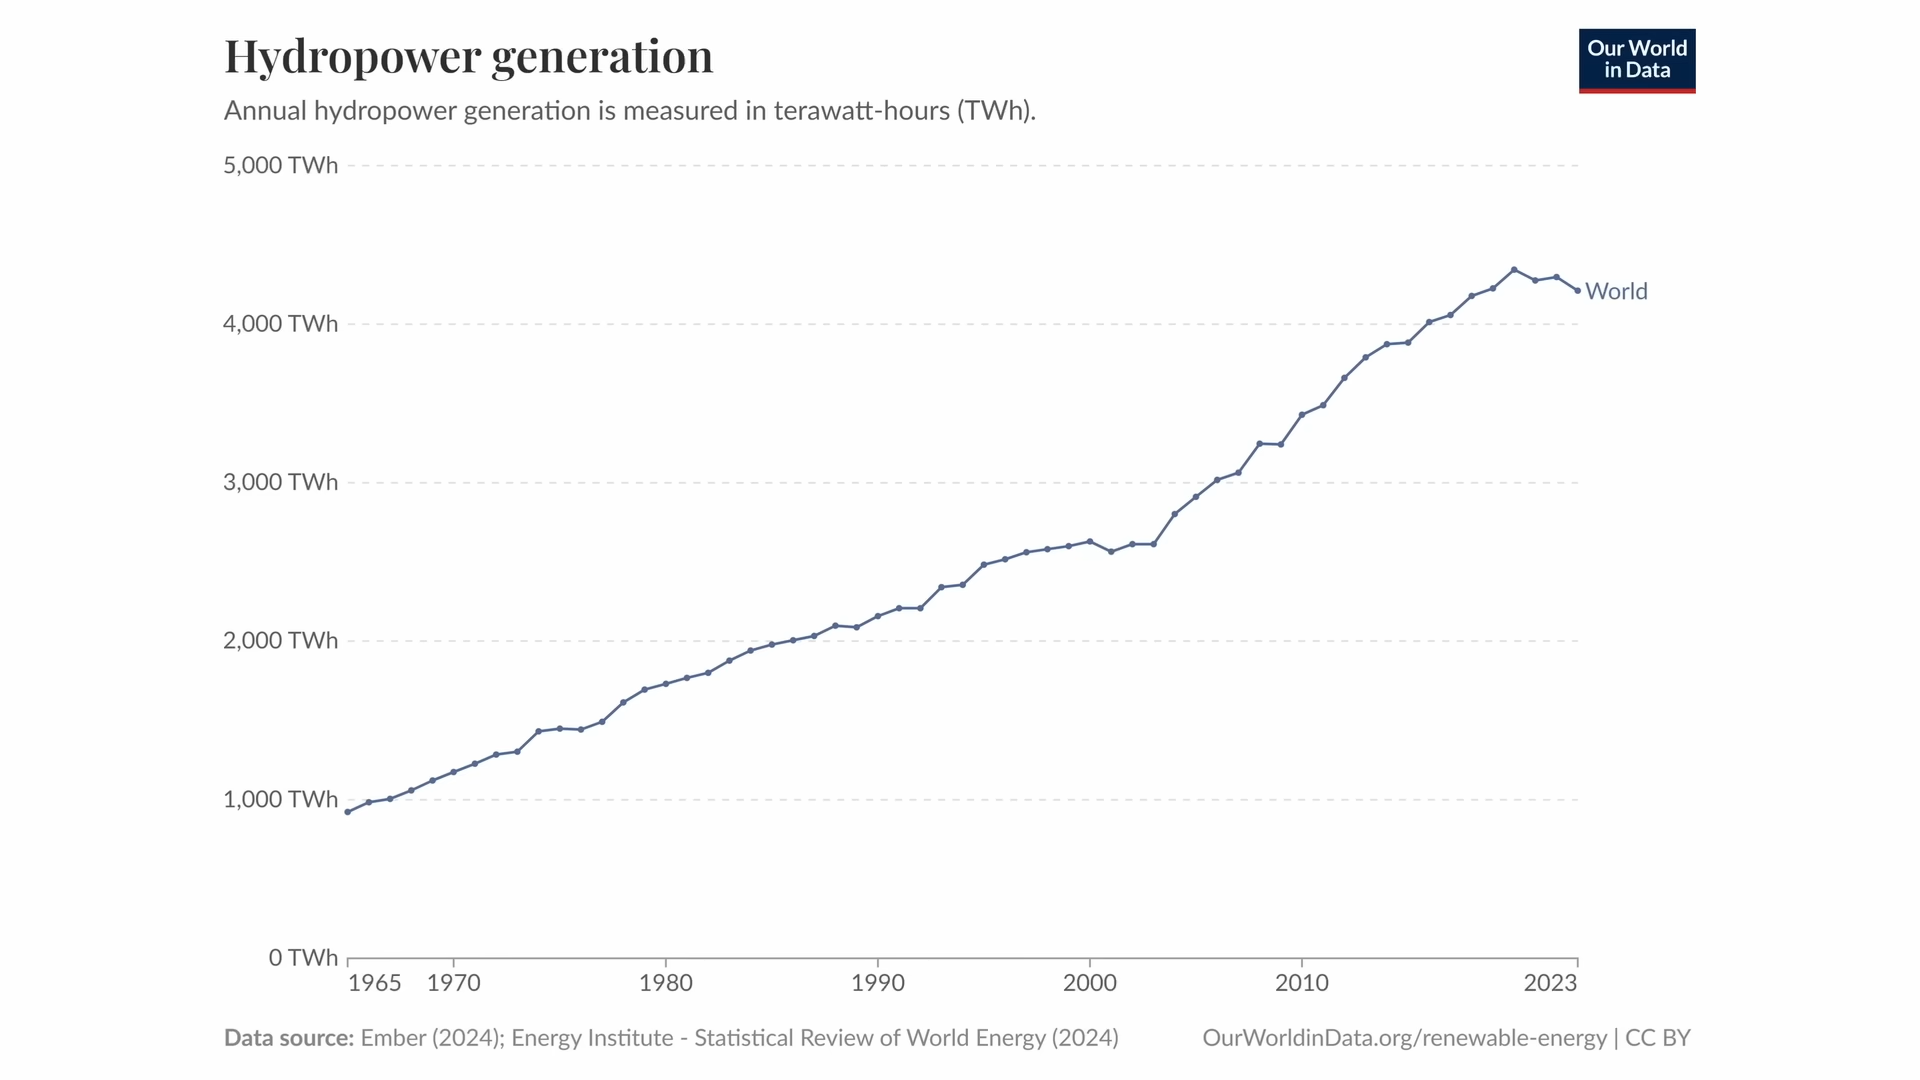 Hydropower generation
Our World
in Data
Annual hydropower generation is measured in terawatt-hours (TWh).
5,000 TWh
World
4,000 TWh
3,000 TWh
2,000 TWh
1,000 TWh
0 TWh
1965 1970 1980 1990 2000 2010 2023
Data source: Ember (2024); Energy Institute - Statistical Review of World Energy (2024)
OurWorldinData.org/renewable-energy | CC BY